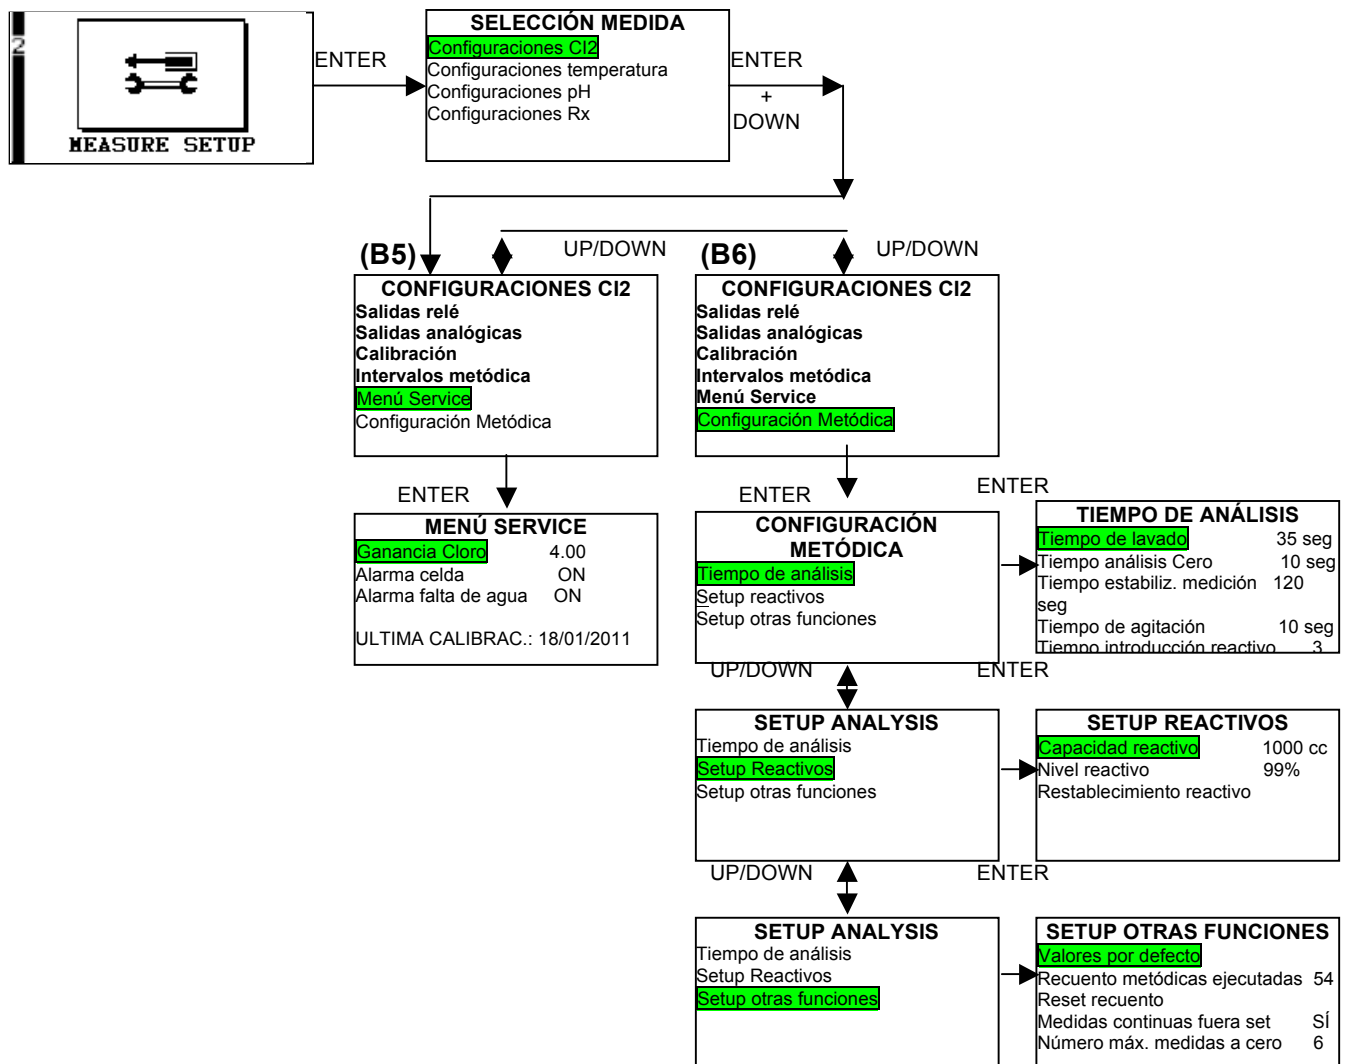 2
MEASURE SETUP
ENTER
SELECCIÓN MEDIDA
Configuraciones Cl2
Configuraciones temperatura
Configuraciones pH
Configuraciones Rx
ENTER
+
DOWN
(B5)
UP/DOWN
(B6)
UP/DOWN
CONFIGURACIONES Cl2
Salidas relé
Salidas analógicas
Calibración
Intervalos metódica
Menú Service
Configuración Metódica
CONFIGURACIONES Cl2
Salidas relé
Salidas analógicas
Calibración
Intervalos metódica
Menú Service
Configuración Metódica
ENTER
MENÚ SERVICE
Ganancia Cloro 4.00
Alarma celda ON
Alarma falta de agua ON
ULTIMA CALIBRAC.: 18/01/2011
ENTER
CONFIGURACIÓN
METÓDICA
Tiempo de análisis
Setup reactivos
Setup otras funciones
ENTER
TIEMPO DE ANÁLISIS
Tiempo de lavado 35 seg
Tiempo análisis Cero 10 seg
Tiempo estabiliz. medición 120
seg
Tiempo de agitación 10 seg
Tiempo introducción reactivo 3
UP/DOWN
ENTER
SETUP ANALYSIS
Tiempo de análisis
Setup Reactivos
Setup otras funciones
SETUP REACTIVOS
Capacidad reactivo 1000 cc
Nivel reactivo 99%
Restablecimiento reactivo
UP/DOWN
ENTER
SETUP ANALYSIS
Tiempo de análisis
Setup Reactivos
Setup otras funciones
SETUP OTRAS FUNCIONES
Valores por defecto
Recuento metódicas ejecutadas 54
Reset recuento
Medidas continuas fuera set SÍ
Número máx. medidas a cero 6